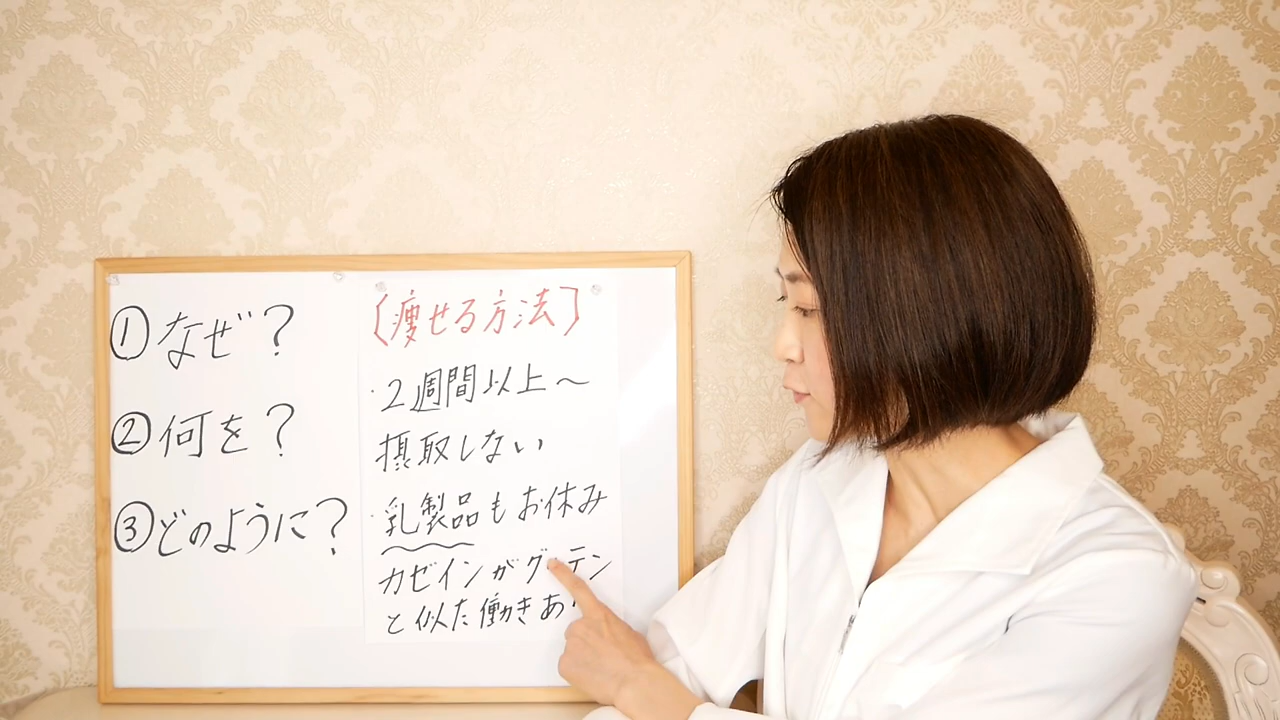 ①なぜ?
②何を?
③どのように?
〔痩せる方法〕
・2週間以上〜
摂取しない
・乳製品もお休み
カゼインがグテン
と似た働きあ